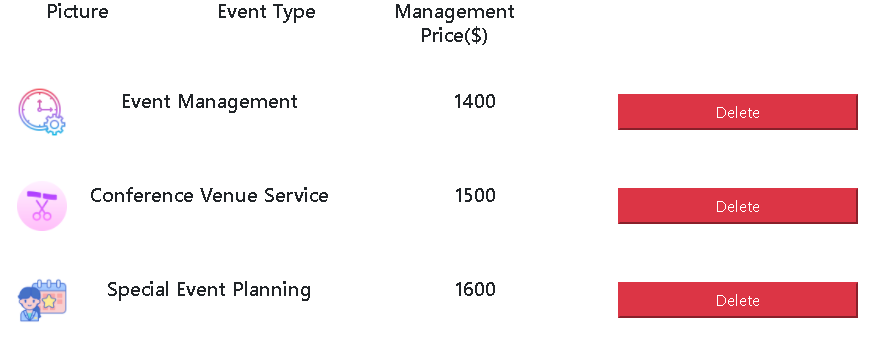 Picture Event Type Management
Price($)
Event Management 1400 Delete
Conference Venue Service 1500 Delete
Special Event Planning 1600 Delete